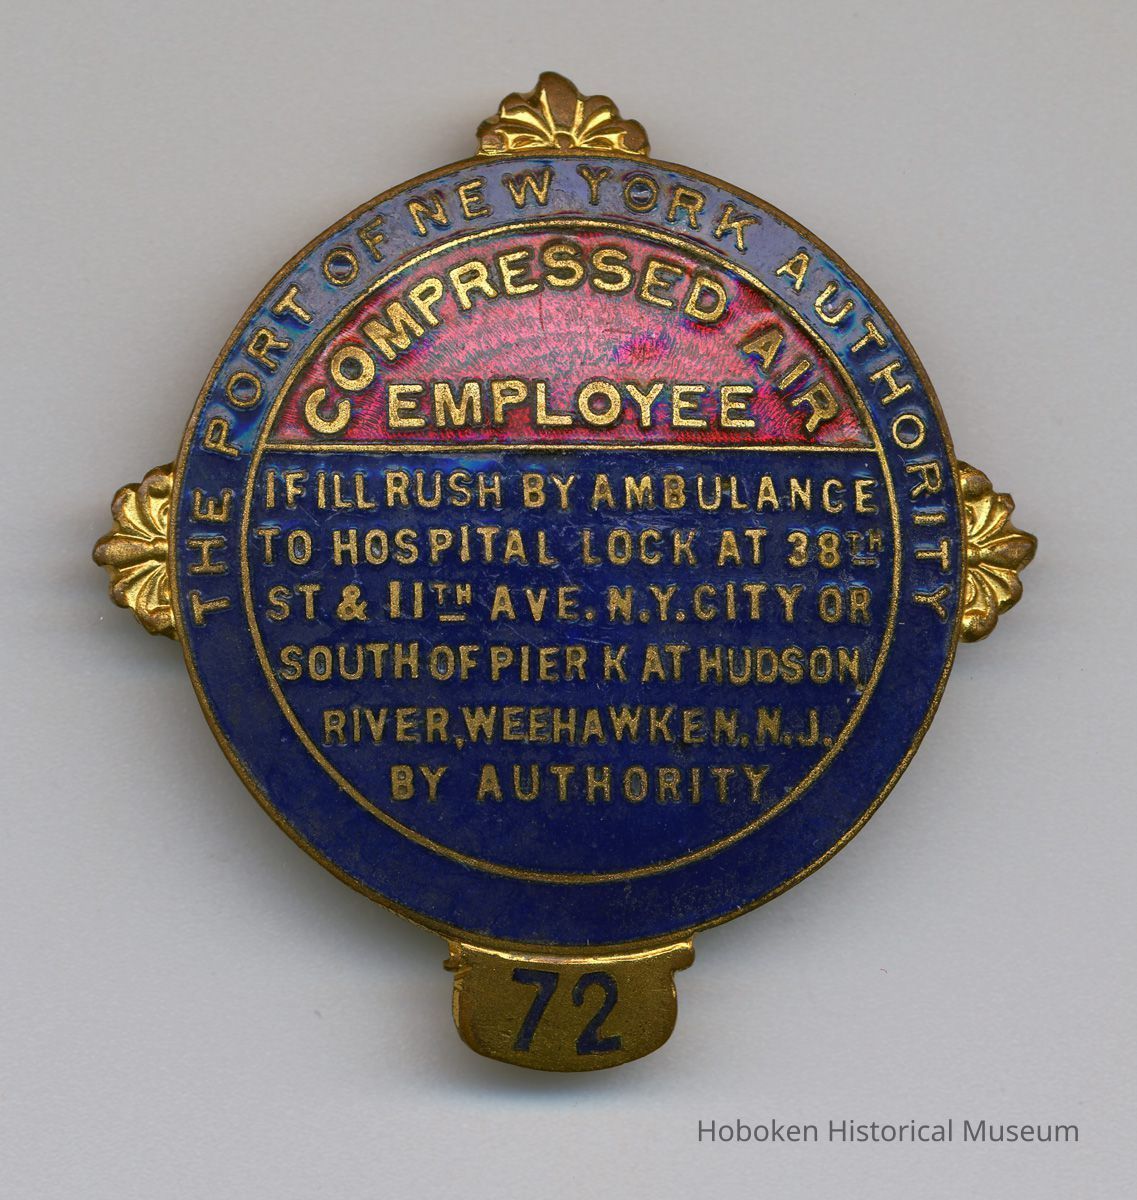 THE PORT OF NEW YORK AUTHORITY
COMPRESSED AIR
EMPLOYEE
IF ILL RUSH BY AMBULANCE
TO HOSPITAL LOCK AT 38TH
ST & 11TH AVE. N.Y. CITY OR
SOUTH OF PIER K AT HUDSON
RIVER, WEEHAWKEN, N.J.
BY AUTHORITY
72
Hoboken Historical Museum